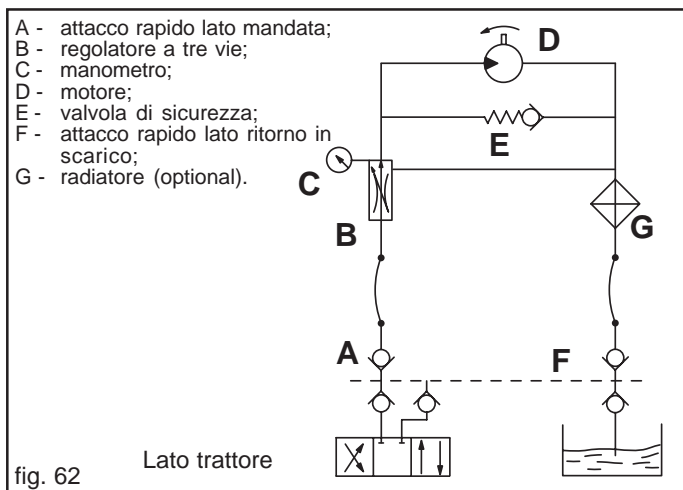 A - attacco rapido lato mandata;
B - regolatore a tre vie;
C - manometro;
D - motore;
E - valvola di sicurezza;
F - attacco rapido lato ritorno in
scarico;
G - radiatore (optional).
D
E
C
B
G
A
F
Lato trattore
fig. 62